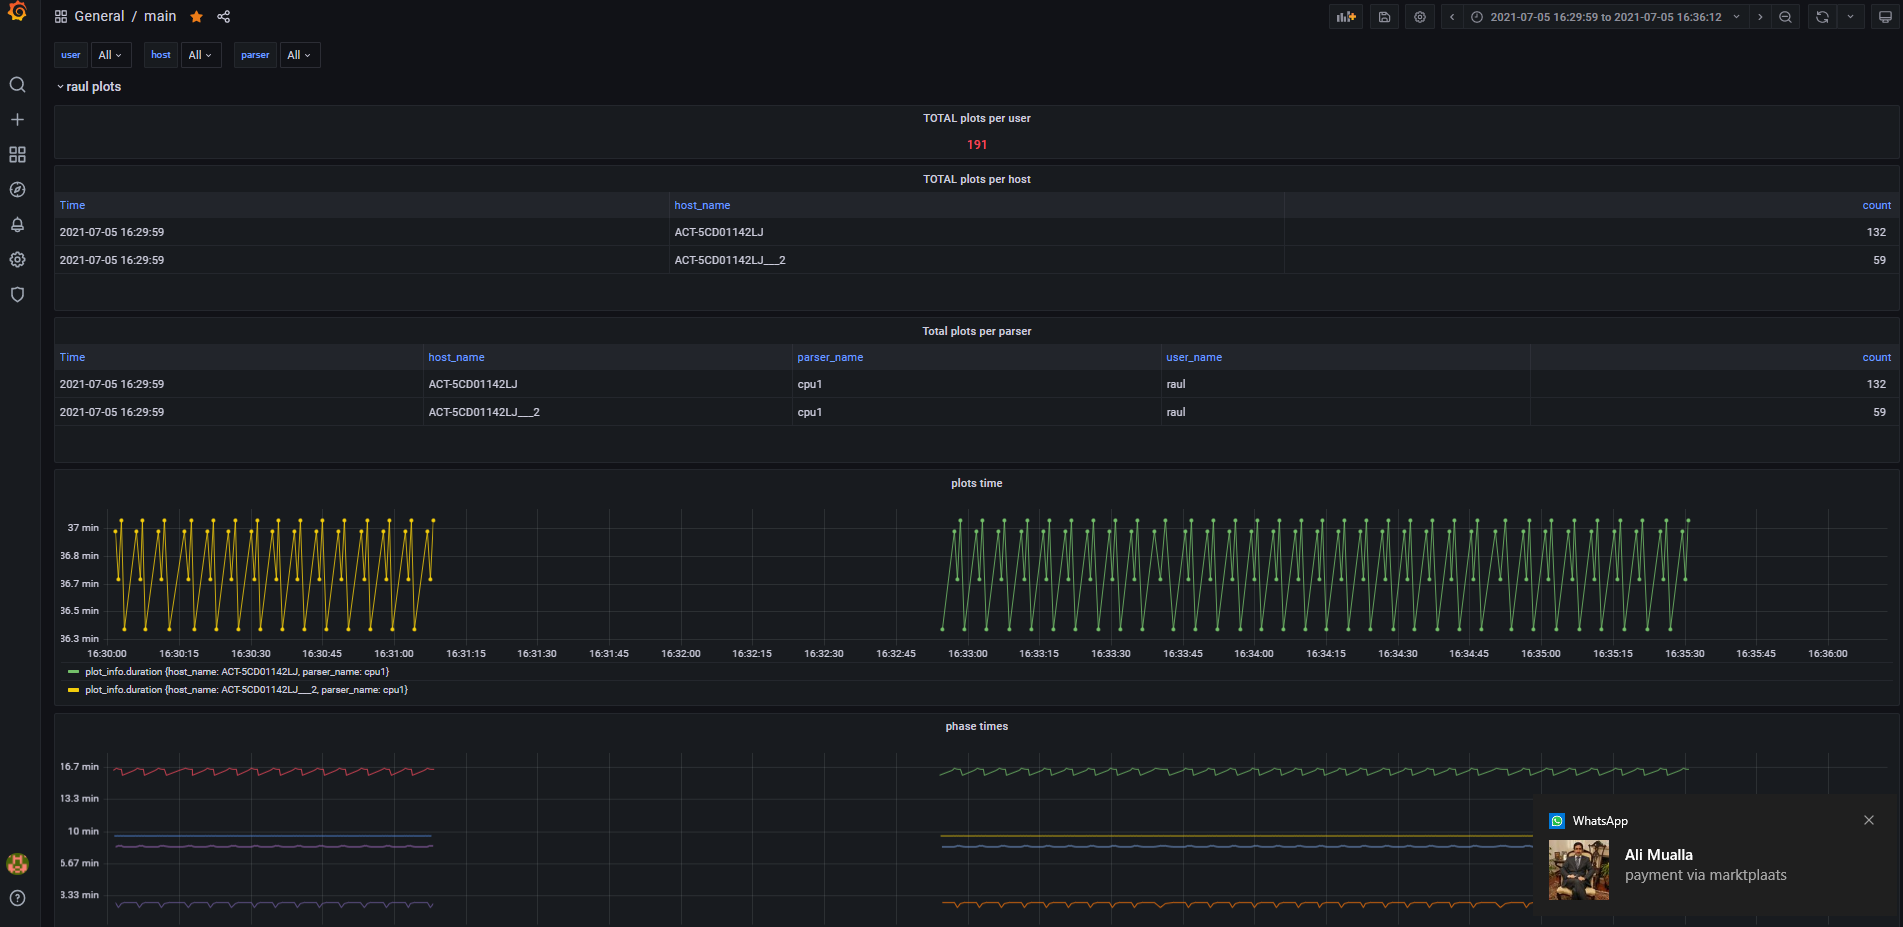 General / main
2021-07-05 16:29:59 to 2021-07-05 16:36:12
user All host All parser All
raul plots
TOTAL plots per user
191
TOTAL plots per host
Time host_name count
2021-07-05 16:29:59 ACT-5CD01142LJ 132
2021-07-05 16:29:59 ACT-5CD01142LJ___2 59
Total plots per parser
Time host_name parser_name user_name count
2021-07-05 16:29:59 ACT-5CD01142LJ cpu1 raul 132
2021-07-05 16:29:59 ACT-5CD01142LJ___2 cpu1 raul 59
plots time
37 min
36.8 min
36.7 min
36.5 min
36.3 min
16:30:00 16:30:15 16:30:30 16:30:45 16:31:00 16:31:15 16:31:30 16:31:45 16:32:00 16:32:15 16:32:30 16:32:45 16:33:00 16:33:15 16:33:30 16:33:45 16:34:00 16:34:15 16:34:30 16:34:45 16:35:00 16:35:15 16:35:30 16:35:45 16:36:00
plot_info.duration {host_name: ACT-5CD01142LJ, parser_name: cpu1}
plot_info.duration {host_name: ACT-5CD01142LJ___2, parser_name: cpu1}
phase times
16.7 min
13.3 min
10 min
6.67 min
3.33 min
WhatsApp
Ali Mualla
payment via marktplaats